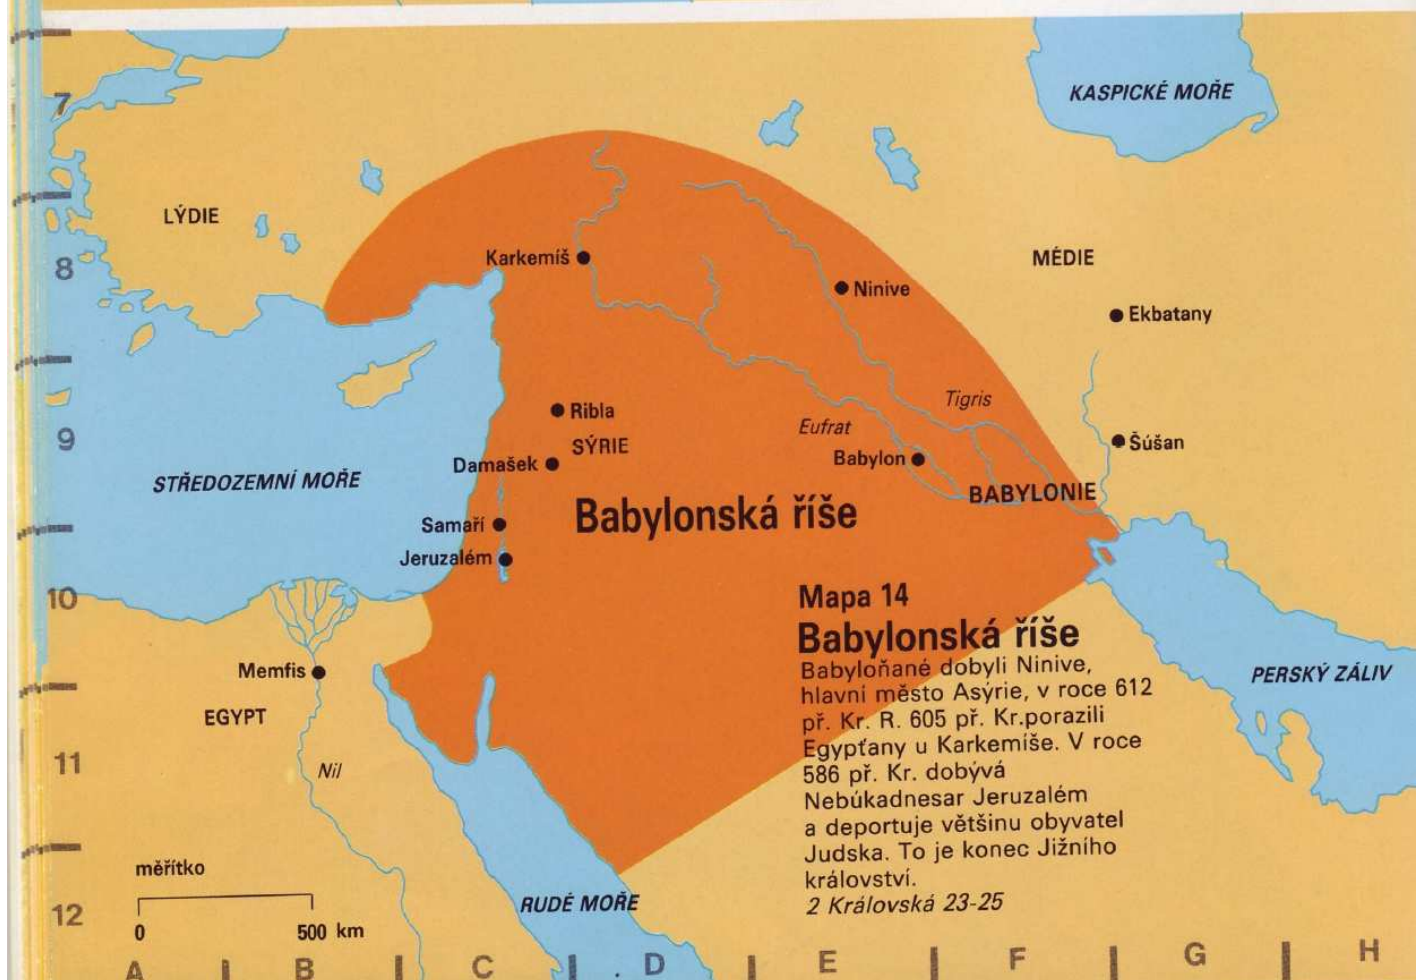 7
KASPICKÉ MOŘE
LÝDIE
8
Karkemíš
MÉDIE
Ninive
Ekbatany
Tigris
Ribla
Eufrat
9
SÝRIE
Šúšan
Damašek
Babylon
STŘEDOZEMNÍ MOŘE
BABYLONIE
Babylonská říše
Samaří
Jeruzalém
10
Mapa 14
Babylonská říše
Babyloňané dobyli Ninive,
hlavní město Asýrie, v roce 612
př. Kr. R. 605 př. Kr.porazili
Egypťany u Karkemíše. V roce
586 př. Kr. dobývá
Nebúkadnesar Jeruzalém
a deportuje většinu obyvatel
Judska. To je konec Jižního
království.
2 Královská 23-25
Memfis
PERSKÝ ZÁLIV
EGYPT
11
Nil
měřítko
RUDÉ MOŘE
12
0 500 km
A B C D E F G H